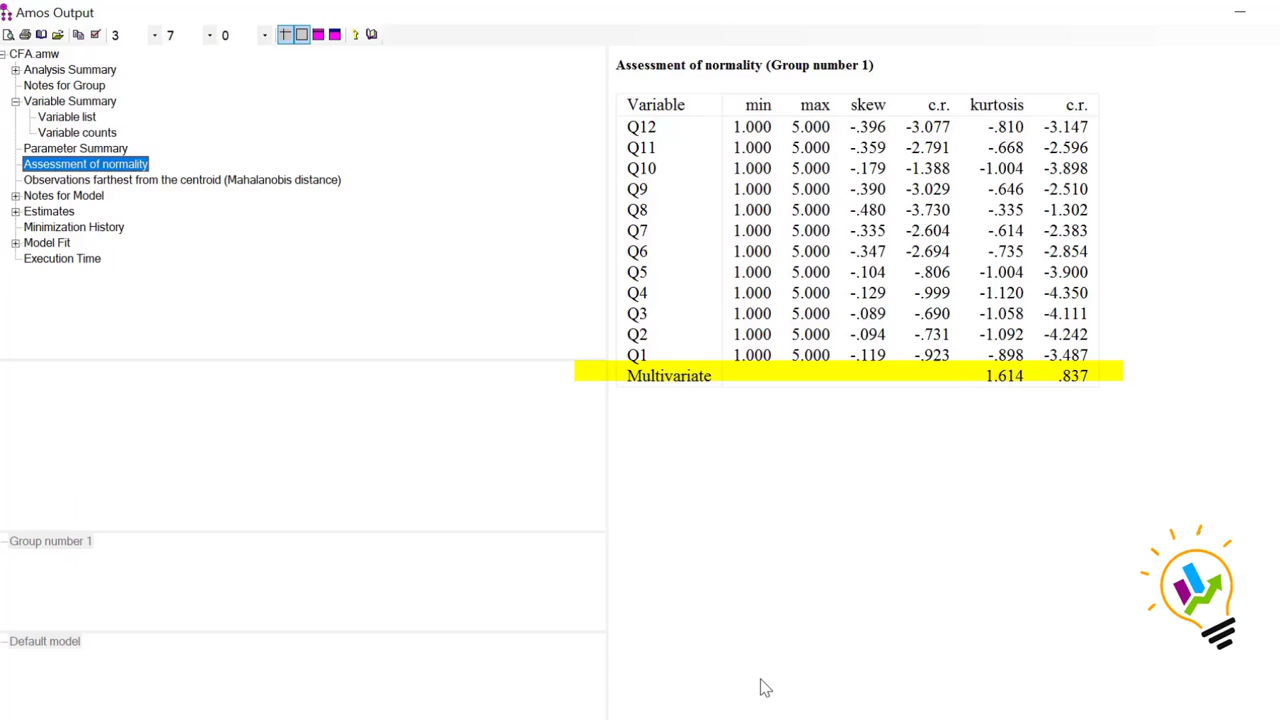 Amos Output
3 7 0
CFA.amw
Analysis Summary
Notes for Group
Variable Summary
Variable list
Variable counts
Parameter Summary
Assessment of normality
Observations farthest from the centroid (Mahalanobis distance)
Notes for Model
Estimates
Minimization History
Model Fit
Execution Time
Group number 1
Default model
Assessment of normality (Group number 1)
Variable min max skew c.r. kurtosis c.r.
Q12 1.000 5.000 -.396 -3.077 -.810 -3.147
Q11 1.000 5.000 -.359 -2.791 -.668 -2.596
Q10 1.000 5.000 -.179 -1.388 -1.004 -3.898
Q9 1.000 5.000 -.390 -3.029 -.646 -2.510
Q8 1.000 5.000 -.480 -3.730 -.335 -1.302
Q7 1.000 5.000 -.335 -2.604 -.614 -2.383
Q6 1.000 5.000 -.347 -2.694 -.735 -2.854
Q5 1.000 5.000 -.104 -.806 -1.004 -3.900
Q4 1.000 5.000 -.129 -.999 -1.120 -4.350
Q3 1.000 5.000 -.089 -.690 -1.058 -4.111
Q2 1.000 5.000 -.094 -.731 -1.092 -4.242
Q1 1.000 5.000 -.119 -.923 -.898 -3.487
Multivariate 1.614 .837